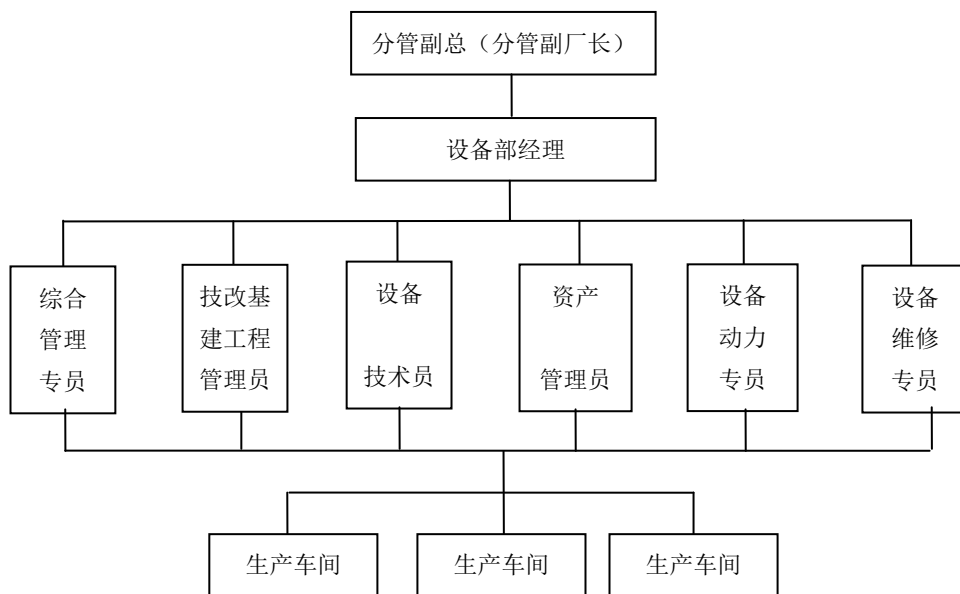 分管副总（分管副厂长）
设备部经理
综合
管理
专员
技改基
建工程
管理员
设备
技术员
资产
管理员
设备
动力
专员
设备
维修
专员
生产车间
生产车间
生产车间